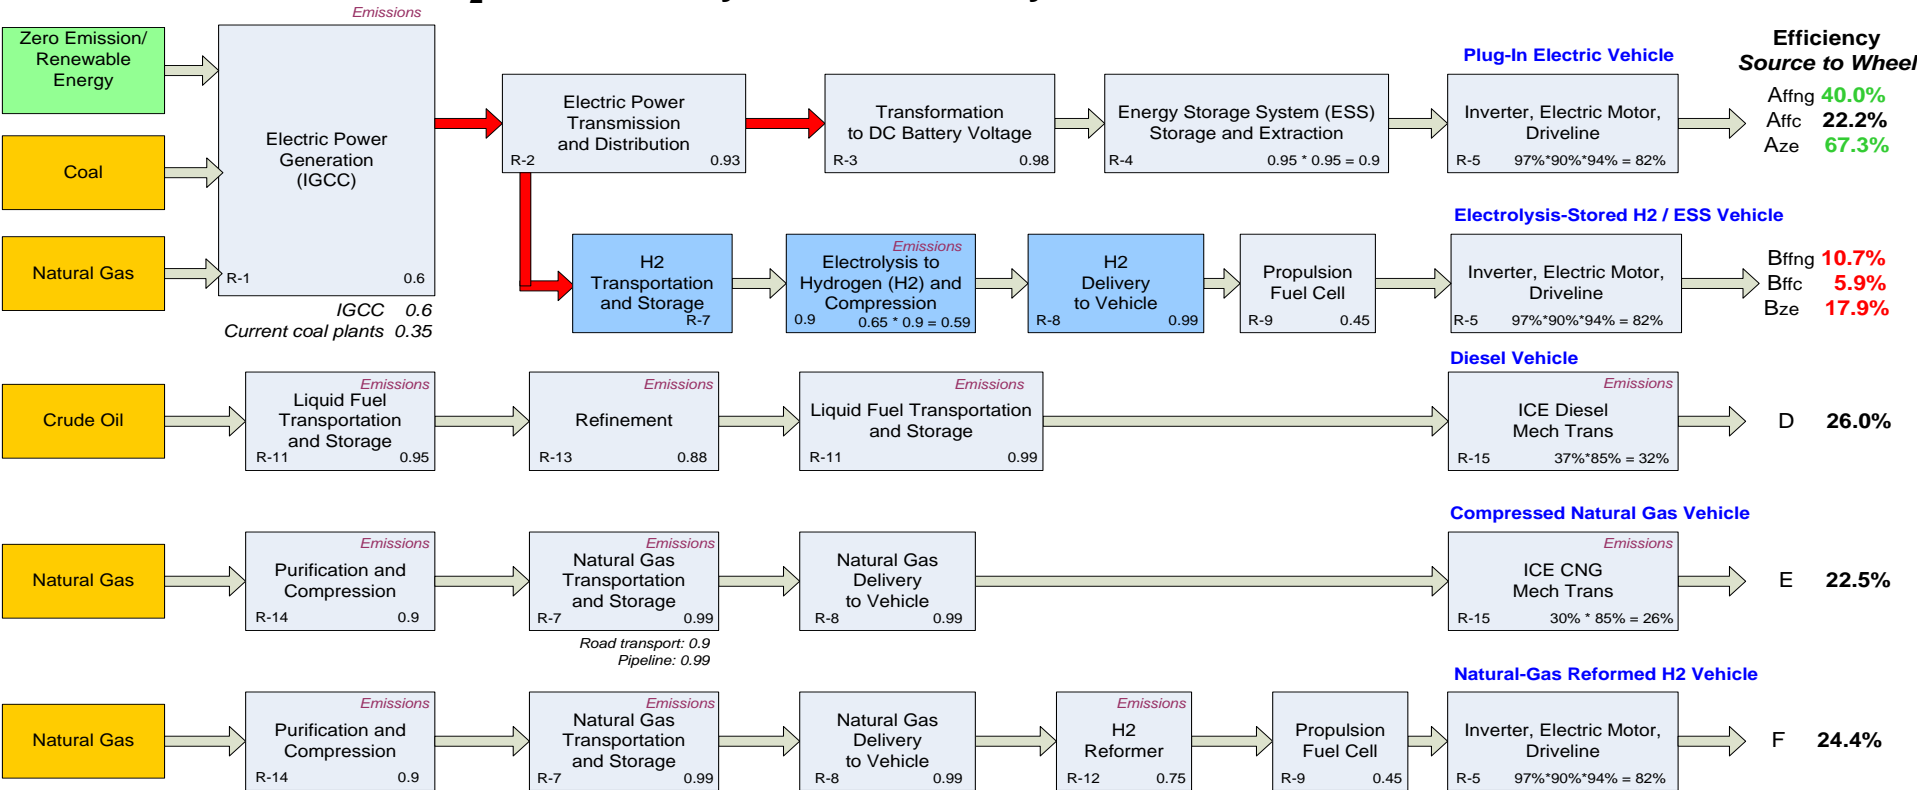 Emissions
Zero Emission/
Renewable
Energy
Coal
Natural Gas
Electric Power
Generation
(IGCC)
R-1 0.6
IGCC 0.6
Current coal plants 0.35
Electric Power
Transmission
and Distribution
R-2 0.93
Transformation
to DC Battery Voltage
R-3 0.98
Energy Storage System (ESS)
Storage and Extraction
R-4 0.95 * 0.95 = 0.9
Plug-In Electric Vehicle
Inverter, Electric Motor,
Driveline
R-5 97%*90%*94% = 82%
Efficiency
Source to Wheel
Affng 40.0%
Affc 22.2%
Aze 67.3%
H2
Transportation
and Storage
R-7
Emissions
Electrolysis to
Hydrogen (H2) and
Compression
0.9 0.65 * 0.9 = 0.59
H2
Delivery
to Vehicle
R-8 0.99
Propulsion
Fuel Cell
R-9 0.45
Electrolysis-Stored H2 / ESS Vehicle
Inverter, Electric Motor,
Driveline
R-5 97%*90%*94% = 82%
Bffng 10.7%
Bffc 5.9%
Bze 17.9%
Crude Oil
Emissions
Liquid Fuel
Transportation
and Storage
R-11 0.95
Emissions
Refinement
R-13 0.88
Emissions
Liquid Fuel Transportation
and Storage
R-11 0.99
Diesel Vehicle
Emissions
ICE Diesel
Mech Trans
R-15 37%*85% = 32%
D 26.0%
Natural Gas
Emissions
Purification and
Compression
R-14 0.9
Emissions
Natural Gas
Transportation
and Storage
R-7 0.99
Road transport: 0.9
Pipeline: 0.99
Natural Gas
Delivery
to Vehicle
R-8 0.99
Compressed Natural Gas Vehicle
Emissions
ICE CNG
Mech Trans
R-15 30% * 85% = 26%
E 22.5%
Natural Gas
Emissions
Purification and
Compression
R-14 0.9
Emissions
Natural Gas
Transportation
and Storage
R-7 0.99
Natural Gas
Delivery
to Vehicle
R-8 0.99
Emissions
H2
Reformer
R-12 0.75
Propulsion
Fuel Cell
R-9 0.45
Natural-Gas Reformed H2 Vehicle
Inverter, Electric Motor,
Driveline
R-5 97%*90%*94% = 82%
F 24.4%